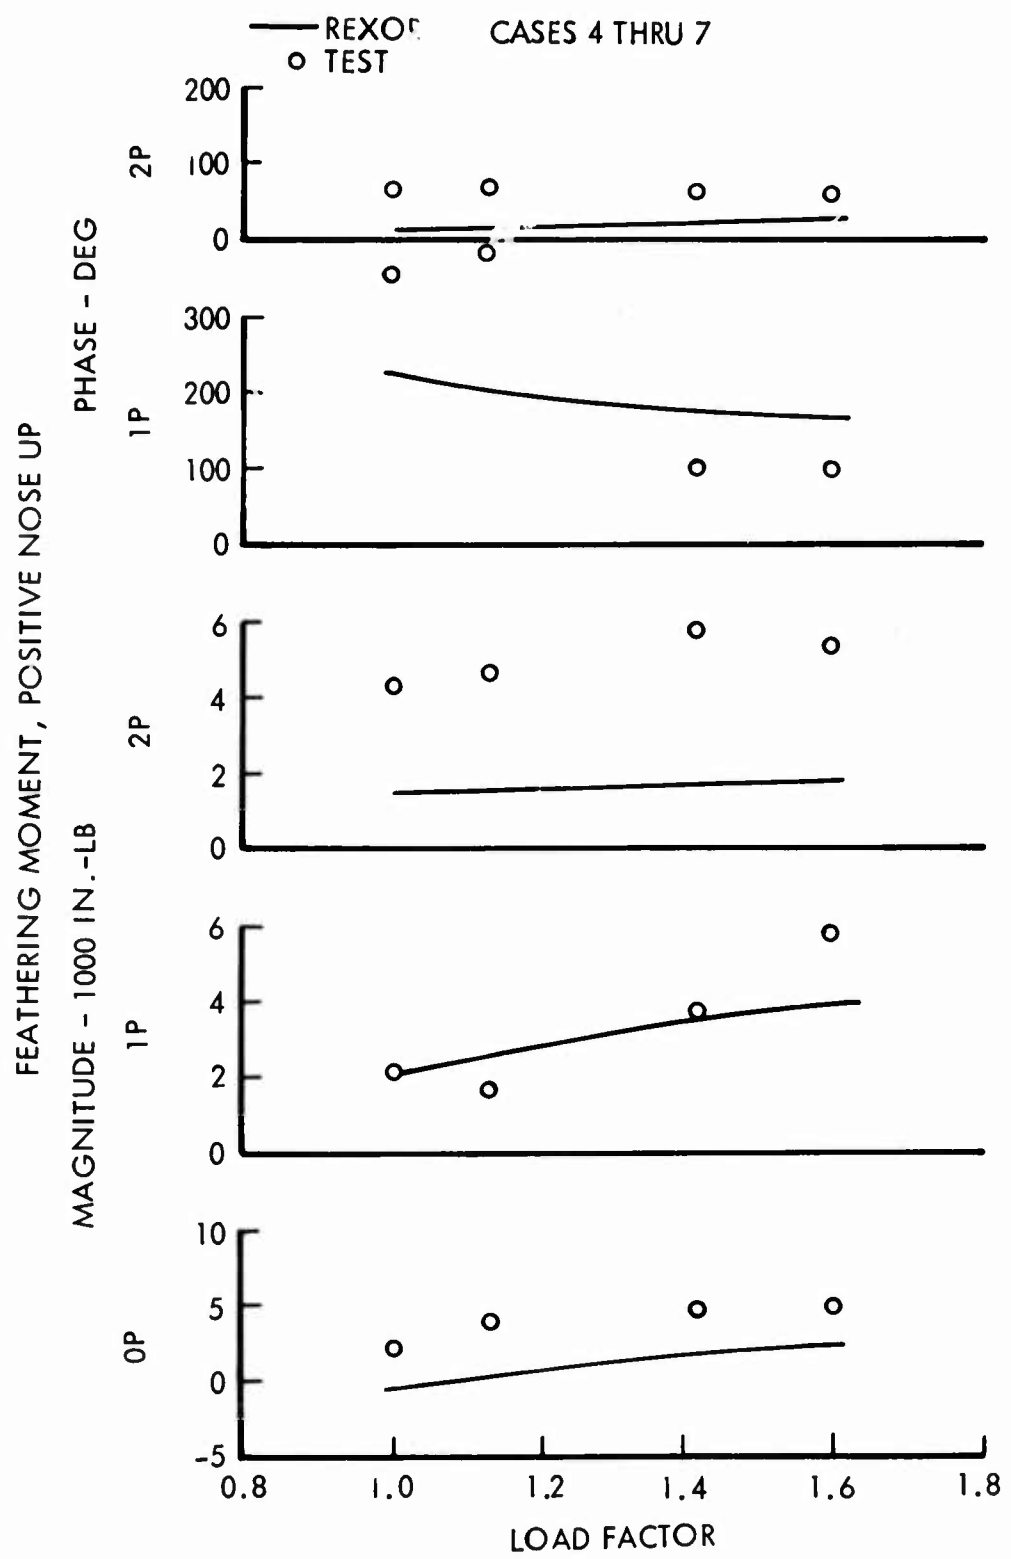 CASES 4 THRU 7
TEST
FEATHERING MOMENT, POSITIVE NOSE UP
PHASE - DEG
2P
200
100
0
1P
300
200
100
0
MAGNITUDE - 1000 IN.-LB
2P
6
4
2
0
1P
6
4
2
0
0P
10
5
0
-5
0.8 1.0 1.2 1.4 1.6 1.8
LOAD FACTOR